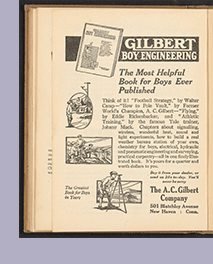 GILBERT
BOY ENGINEERING
The Most Helpful
Book for Boys Ever
Published
Think of it! "Football Strategy," by Walter
Camp—"How to Pole Vault," by Former
World's Champion, A. C. Gilbert—"Flying,"
by Eddie Rickenbacker, and "Athletic
Training," by the famous Yale trainer,
Johnny Mack. Chapters about signalling,
wireless, wonderful heat, sound and
light experiments, how to build a real
weather bureau station of your own,
chemistry for boys, electrical, hydraulic
and pneumatic engineering and surveying,
practical carpentry—all in one finely illus-
trated book. It's yours for a quarter and
worth dollars to you.
Buy it from your dealer, or
send us 25c to-day. You'll
never be sorry
The Greatest
Book for Boys
in Years
The A. C. Gilbert
Company
501 Blatchley Avenue
New Haven : Conn.